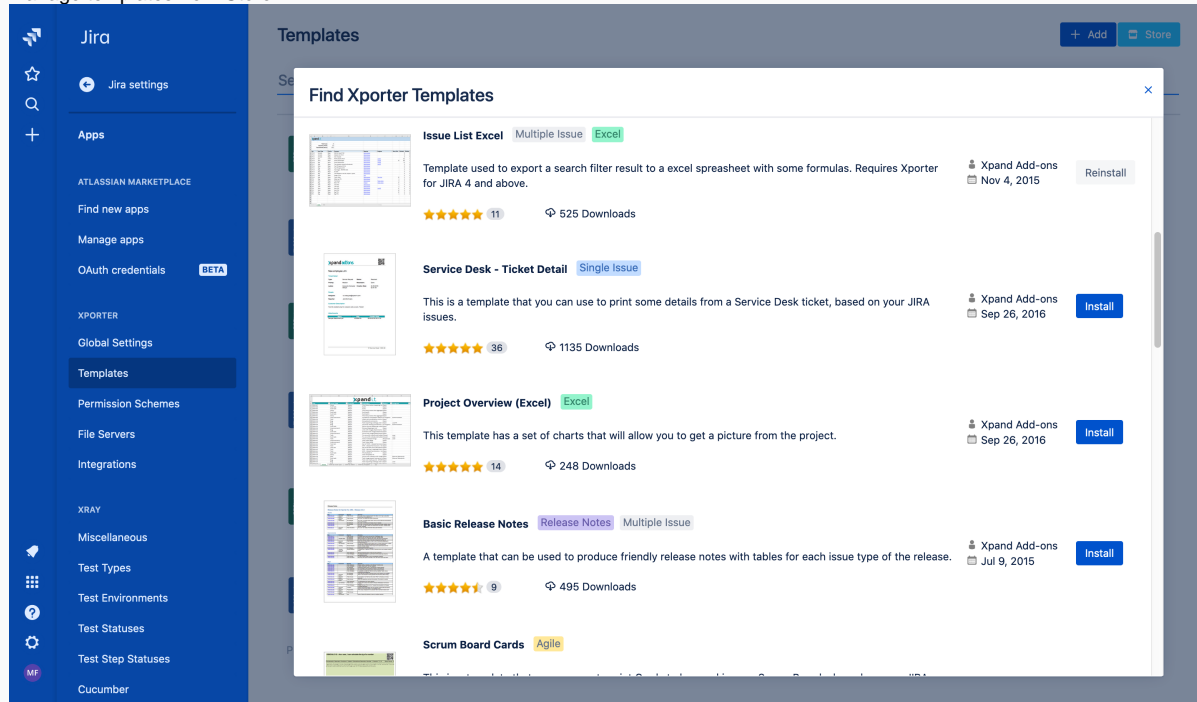 Jira
Jira settings
Apps
ATLASSIAN MARKETPLACE
Find new apps
Manage apps
OAuth credentials BETA
XPORTER
Global Settings
Templates
Permission Schemes
File Servers
Integrations
XRAY
Miscellaneous
Test Types
Test Environments
Test Statuses
Test Step Statuses
Cucumber
MF
Templates
+ Add Store
Se
Find Xporter Templates
Issue List Excel Multiple Issue Excel
Template used to export a search filter result to a excel spreasheet with some formulas. Requires Xporter
for JIRA 4 and above.
11 525 Downloads
Xpand Add-ons
Nov 4, 2015
Reinstall
Service Desk - Ticket Detail Single Issue
This is a template that you can use to print some details from a Service Desk ticket, based on your JIRA
issues.
36 1135 Downloads
Xpand Add-ons
Sep 26, 2016
Install
Project Overview (Excel) Excel
This template has a set of charts that will allow you to get a picture from the project.
14 248 Downloads
Xpand Add-ons
Sep 26, 2016
Install
Basic Release Notes Release Notes Multiple Issue
A template that can be used to produce friendly release notes with tables for each issue type of the release.
9 495 Downloads
Xpand Add-ons
Jul 9, 2015
Install
Scrum Board Cards Agile